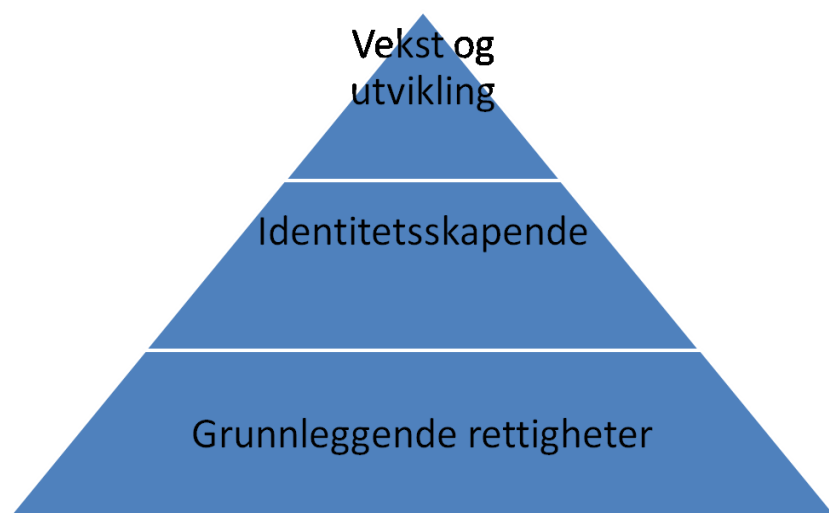 Vekst og
utvikling
Identitetsskapende
Grunnleggende rettigheter